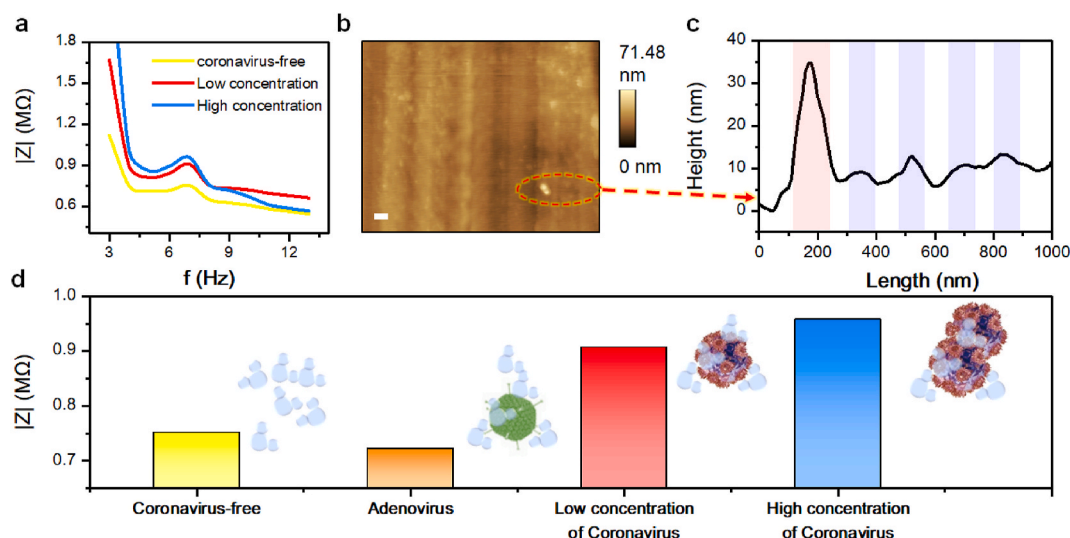 a
1.8
1.5
1.2
0.9
0.6
|Z| (MΩ)
coronavirus-free
Low concentration
High concentration
3
6
9
12
f (Hz)
b
71.48
nm
0 nm
c
40
30
20
10
0
Height (nm)
0
200
400
600
800
1000
Length (nm)
d
1.0
0.9
0.8
0.7
|Z| (MΩ)
Coronavirus-free
Adenovirus
Low concentration
of Coronavirus
High concentration
of Coronavirus